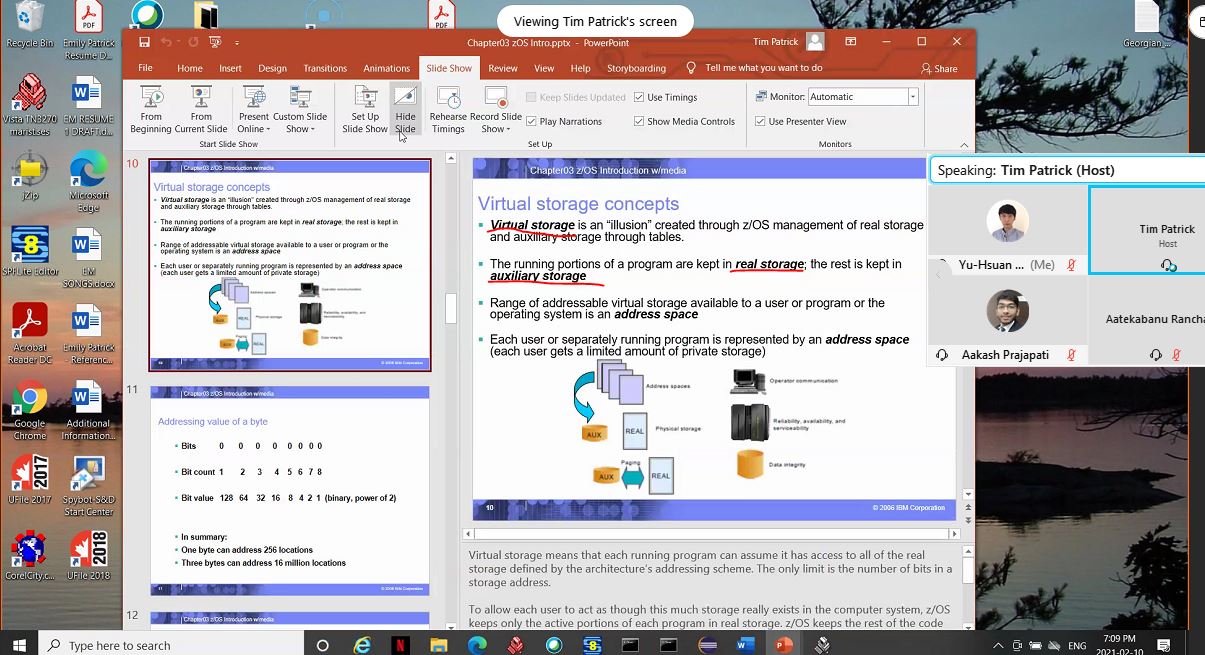 Viewing Tim Patrick's screen
Recycle Bin
Emily Patrick
Resume D...
Georgian ...
Chapter03 zOS Intro.pptx - PowerPoint
Tim Patrick
File Home Insert Design Transitions Animations Slide Show Review View Help Storyboarding Tell me what you want to do Share
From
Beginning
From
Current Slide
Present
Online
Custom Slide
Show
Set Up
Slide Show
Hide
Slide
Rehearse
Timings
Record Slide
Show
Keep Slides Updated
Play Narrations
Use Timings
Show Media Controls
Monitor: Automatic
Use Presenter View
Start Slide Show
Set Up
Monitors
Vista TN3270
EM RESUME
1 DRAFT.d...
jZip
Microsoft
Edge
SPFLite Editor
EM
SONGS.docx
Acrobat
Reader DC
Emily Patrick
- Referenc...
Google
Chrome
Additional
Information...
UFile 2017
Spybot-S&D
Start Center
CorelCity.c...
UFile 2018
10
Chapter03 z/OS Introduction w/media
Virtual storage concepts
Virtual storage is an “illusion” created through z/OS management of real storage
and auxiliary storage through tables.
The running portions of a program are kept in real storage; the rest is kept in
auxiliary storage
Range of addressable virtual storage available to a user or program or the
operating system is an address space
Each user or separately running program is represented by an address space
(each user gets a limited amount of private storage)
Address spaces
Operator communication
AUX
REAL
Physical storage
Reliability, availability, and
serviceability
Paging
AUX
REAL
Data integrity
10
© 2006 IBM Corporation
11
Chapter03 z/OS Introduction w/media
Addressing value of a byte
Bits 0 0 0 0 0 0 0 0
Bit count 1 2 3 4 5 6 7 8
Bit value 128 64 32 16 8 4 2 1 (binary, power of 2)
In summary:
One byte can address 256 locations
Three bytes can address 16 million locations
11
© 2006 IBM Corporation
12
Chapter03 z/OS Introduction w/media
Chapter03 z/OS Introduction w/media
Virtual storage concepts
Virtual storage is an “illusion” created through z/OS management of real storage
and auxiliary storage through tables.
The running portions of a program are kept in real storage; the rest is kept in
auxiliary storage
Range of addressable virtual storage available to a user or program or the
operating system is an address space
Each user or separately running program is represented by an address space
(each user gets a limited amount of private storage)
Address spaces
Operator communication
AUX
REAL
Physical storage
Reliability, availability, and
serviceability
Paging
AUX
REAL
Data integrity
10
© 2006 IBM Corporation
Virtual storage means that each running program can assume it has access to all of the real
storage defined by the architecture's addressing scheme. The only limit is the number of bits in a
storage address.
To allow each user to act as though this much storage really exists in the computer system, z/OS
keeps only the active portions of each program in real storage. z/OS keeps the rest of the code
Speaking: Tim Patrick (Host)
Yu-Hsuan ... (Me)
Tim Patrick
Host
Aakash Prajapati
Aatekabanu Rancha
Type here to search
ENG
7:09 PM
2021-02-10